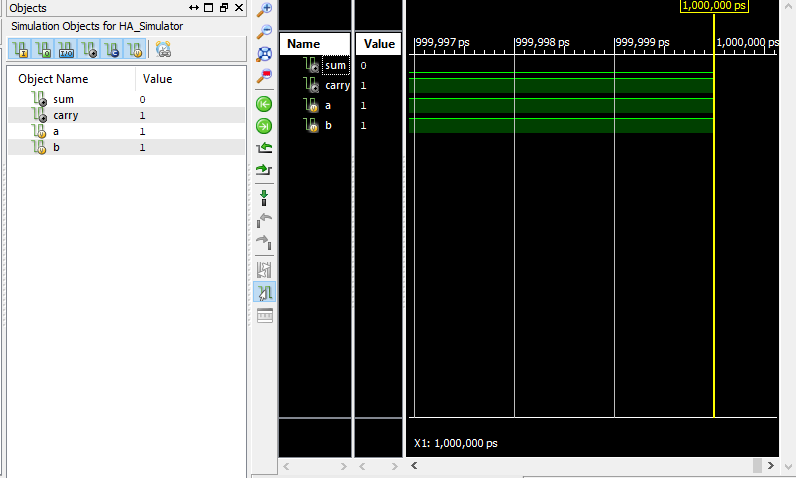 Objects
Simulation Objects for HA_Simulator
Object Name Value
sum 0
carry 1
a 1
b 1
1,000,000 ps
Name Value
999,997 ps 999,998 ps 999,999 ps 1,000,000 ps
sum 0
carry 1
a 1
b 1
X1: 1,000,000 ps